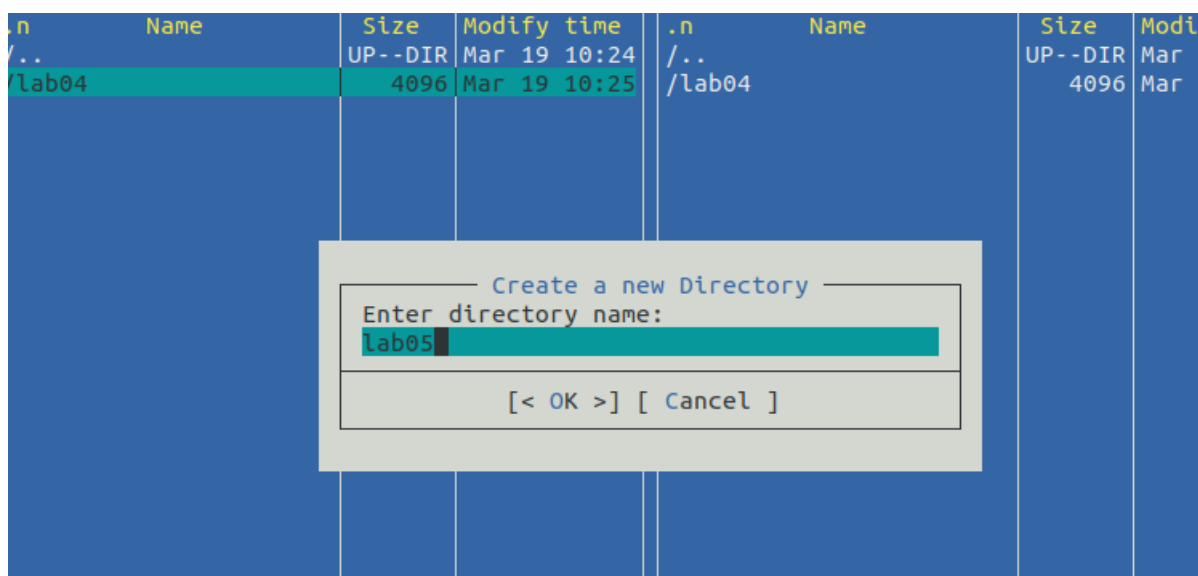 .n Name Size Modify time .n Name Size Modi
/.. UP--DIR Mar 19 10:24 /.. UP--DIR Mar
/lab04 4096 Mar 19 10:25 /lab04 4096 Mar
Create a new Directory
Enter directory name:
lab05
[< OK >] [ Cancel ]